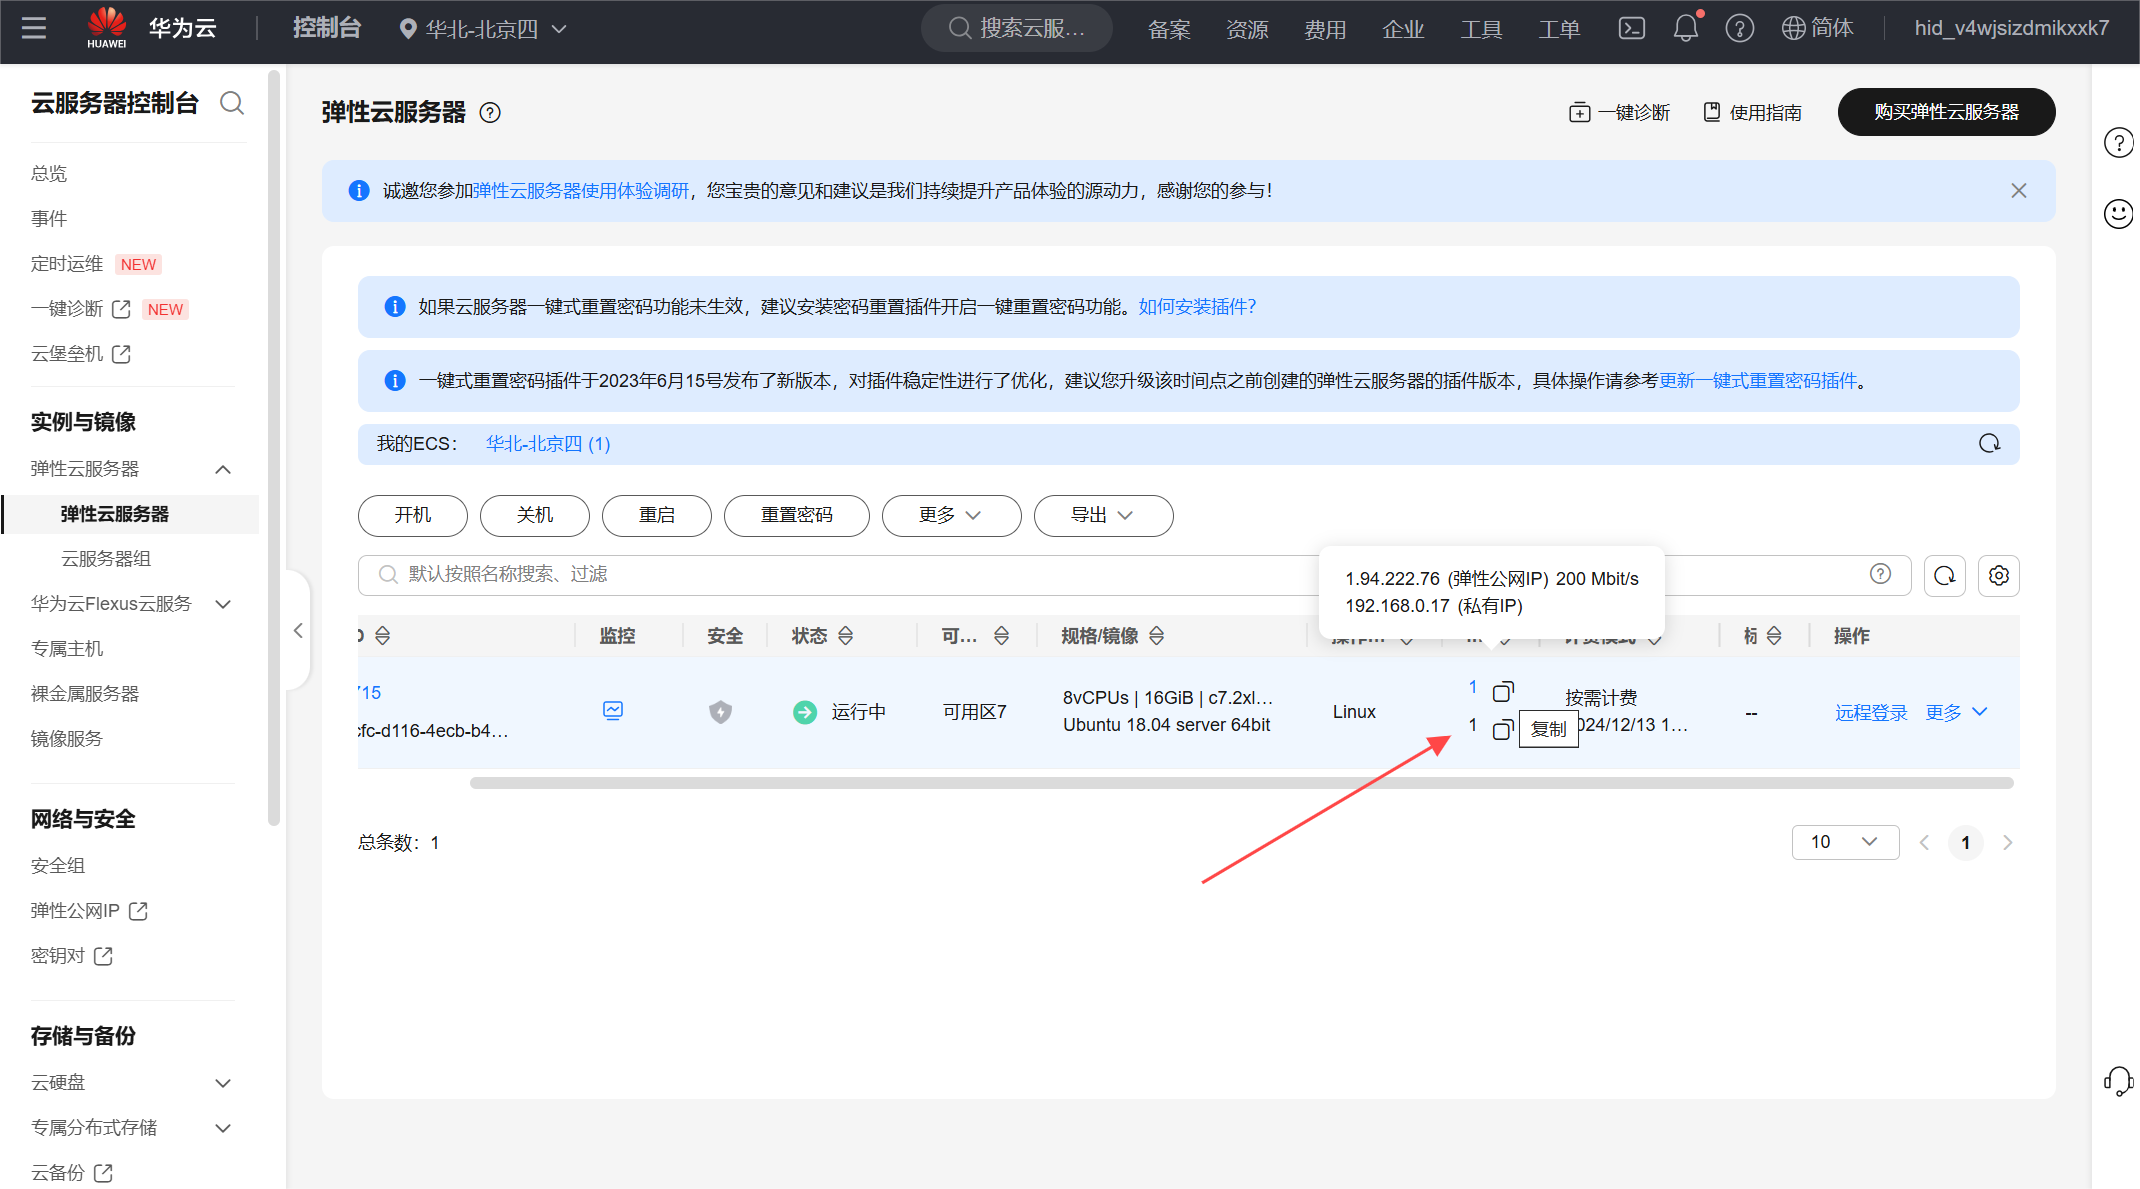 HUAWEI
华为云
控制台
华北-北京四
搜索云服…
备案
资源
费用
企业
工具
工单
简体
hid_v4wjsizdmikxxk7
云服务器控制台
总览
事件
定时运维 NEW
一键诊断 NEW
云堡垒机
实例与镜像
弹性云服务器
弹性云服务器
云服务器组
华为云Flexus云服务
专属主机
裸金属服务器
镜像服务
网络与安全
安全组
弹性公网IP
密钥对
存储与备份
云硬盘
专属分布式存储
云备份
弹性云服务器
一键诊断
使用指南
购买弹性云服务器
诚邀您参加弹性云服务器使用体验调研，您宝贵的意见和建议是我们持续提升产品体验的源动力，感谢您的参与！
如果云服务器一键式重置密码功能未生效，建议安装密码重置插件开启一键重置密码功能。如何安装插件？
一键式重置密码插件于2023年6月15号发布了新版本，对插件稳定性进行了优化，建议您升级该时间点之前创建的弹性云服务器的插件版本，具体操作请参考更新一键式重置密码插件。
我的ECS： 华北-北京四 (1)
开机
关机
重启
重置密码
更多
导出
默认按照名称搜索、过滤
1.94.222.76 (弹性公网IP) 200 Mbit/s
192.168.0.17 (私有IP)
监控
安全
状态
可…
规格/镜像
操作
15
fc-d116-4ecb-b4…
运行中
可用区7
8vCPUs | 16GiB | c7.2xl…
Ubuntu 18.04 server 64bit
Linux
1
1
复制
按需计费
024/12/13 1…
--
远程登录
更多
总条数：1
10
1